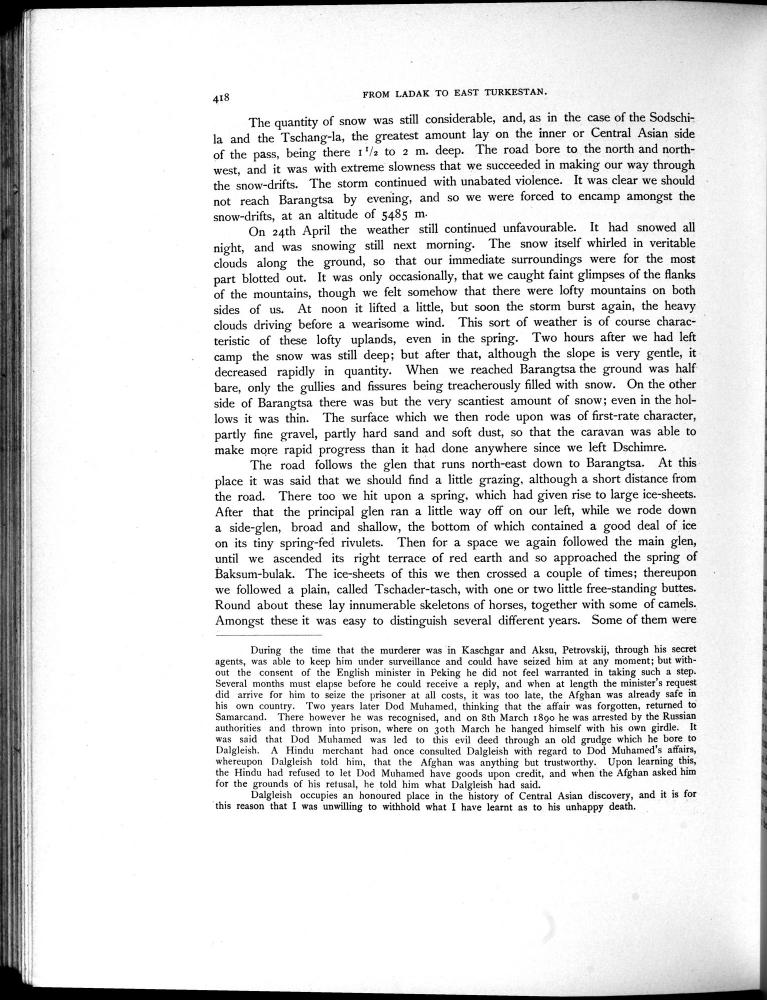 418
FROM LADAK TO EAST TURKESTAN.
The quantity of snow was still considerable, and, as in the case of the Sodschi-
la and the Tschang-la, the greatest amount lay on the inner or Central Asian side
of the pass, being there 1 1/2 to 2 m. deep. The road bore to the north and north-
west, and it was with extreme slowness that we succeeded in making our way through
the snow-drifts. The storm continued with unabated violence. It was clear we should
not reach Barangtsa by evening, and so we were forced to encamp amongst the
snow-drifts, at an altitude of 5485 m.
On 24th April the weather still continued unfavourable. It had snowed all
night, and was snowing still next morning. The snow itself whirled in veritable
clouds along the ground, so that our immediate surroundings were for the most
part blotted out. It was only occasionally, that we caught faint glimpses of the flanks
of the mountains, though we felt somehow that there were lofty mountains on both
sides of us. At noon it lifted a little, but soon the storm burst again, the heavy
clouds driving before a wearisome wind. This sort of weather is of course charac-
teristic of these lofty uplands, even in the spring. Two hours after we had left
camp the snow was still deep; but after that, although the slope is very gentle, it
decreased rapidly in quantity. When we reached Barangtsa the ground was half
bare, only the gullies and fissures being treacherously filled with snow. On the other
side of Barangtsa there was but the very scantiest amount of snow; even in the hol-
lows it was thin. The surface which we then rode upon was of first-rate character,
partly fine gravel, partly hard sand and soft dust, so that the caravan was able to
make more rapid progress than it had done anywhere since we left Dschimre.
The road follows the glen that runs north-east down to Barangtsa. At this
place it was said that we should find a little grazing, although a short distance from
the road. There too we hit upon a spring, which had given rise to large ice-sheets.
After that the principal glen ran a little way off on our left, while we rode down
a side-glen, broad and shallow, the bottom of which contained a good deal of ice
on its tiny spring-fed rivulets. Then for a space we again followed the main glen,
until we ascended its right terrace of red earth and so approached the spring of
Baksum-bulak. The ice-sheets of this we then crossed a couple of times; thereupon
we followed a plain, called Tschader-tasch, with one or two little free-standing buttes.
Round about these lay innumerable skeletons of horses, together with some of camels.
Amongst these it was easy to distinguish several different years. Some of them were
During the time that the murderer was in Kaschgar and Aksu, Petrovskij, through his secret
agents, was able to keep him under surveillance and could have seized him at any moment; but with-
out the consent of the English minister in Peking he did not feel warranted in taking such a step.
Several months must elapse before he could receive a reply, and when at length the minister's request
did arrive for him to seize the prisoner at all costs, it was too late, the Afghan was already safe in
his own country. Two years later Dod Muhamed, thinking that the affair was forgotten, returned to
Samarcand. There however he was recognised, and on 8th March 1890 he was arrested by the Russian
authorities and thrown into prison, where on 30th March he hanged himself with his own girdle. It
was said that Dod Muhamed was led to this evil deed through an old grudge which he bore to
Dalgleish. A Hindu merchant had once consulted Dalgleish with regard to Dod Muhamed's affairs,
whereupon Dalgleish told him, that the Afghan was anything but trustworthy. Upon learning this,
the Hindu had refused to let Dod Muhamed have goods upon credit, and when the Afghan asked him
for the grounds of his refusal, he told him what Dalgleish had said.
Dalgleish occupies an honoured place in the history of Central Asian discovery, and it is for
this reason that I was unwilling to withhold what I have learnt as to his unhappy death.